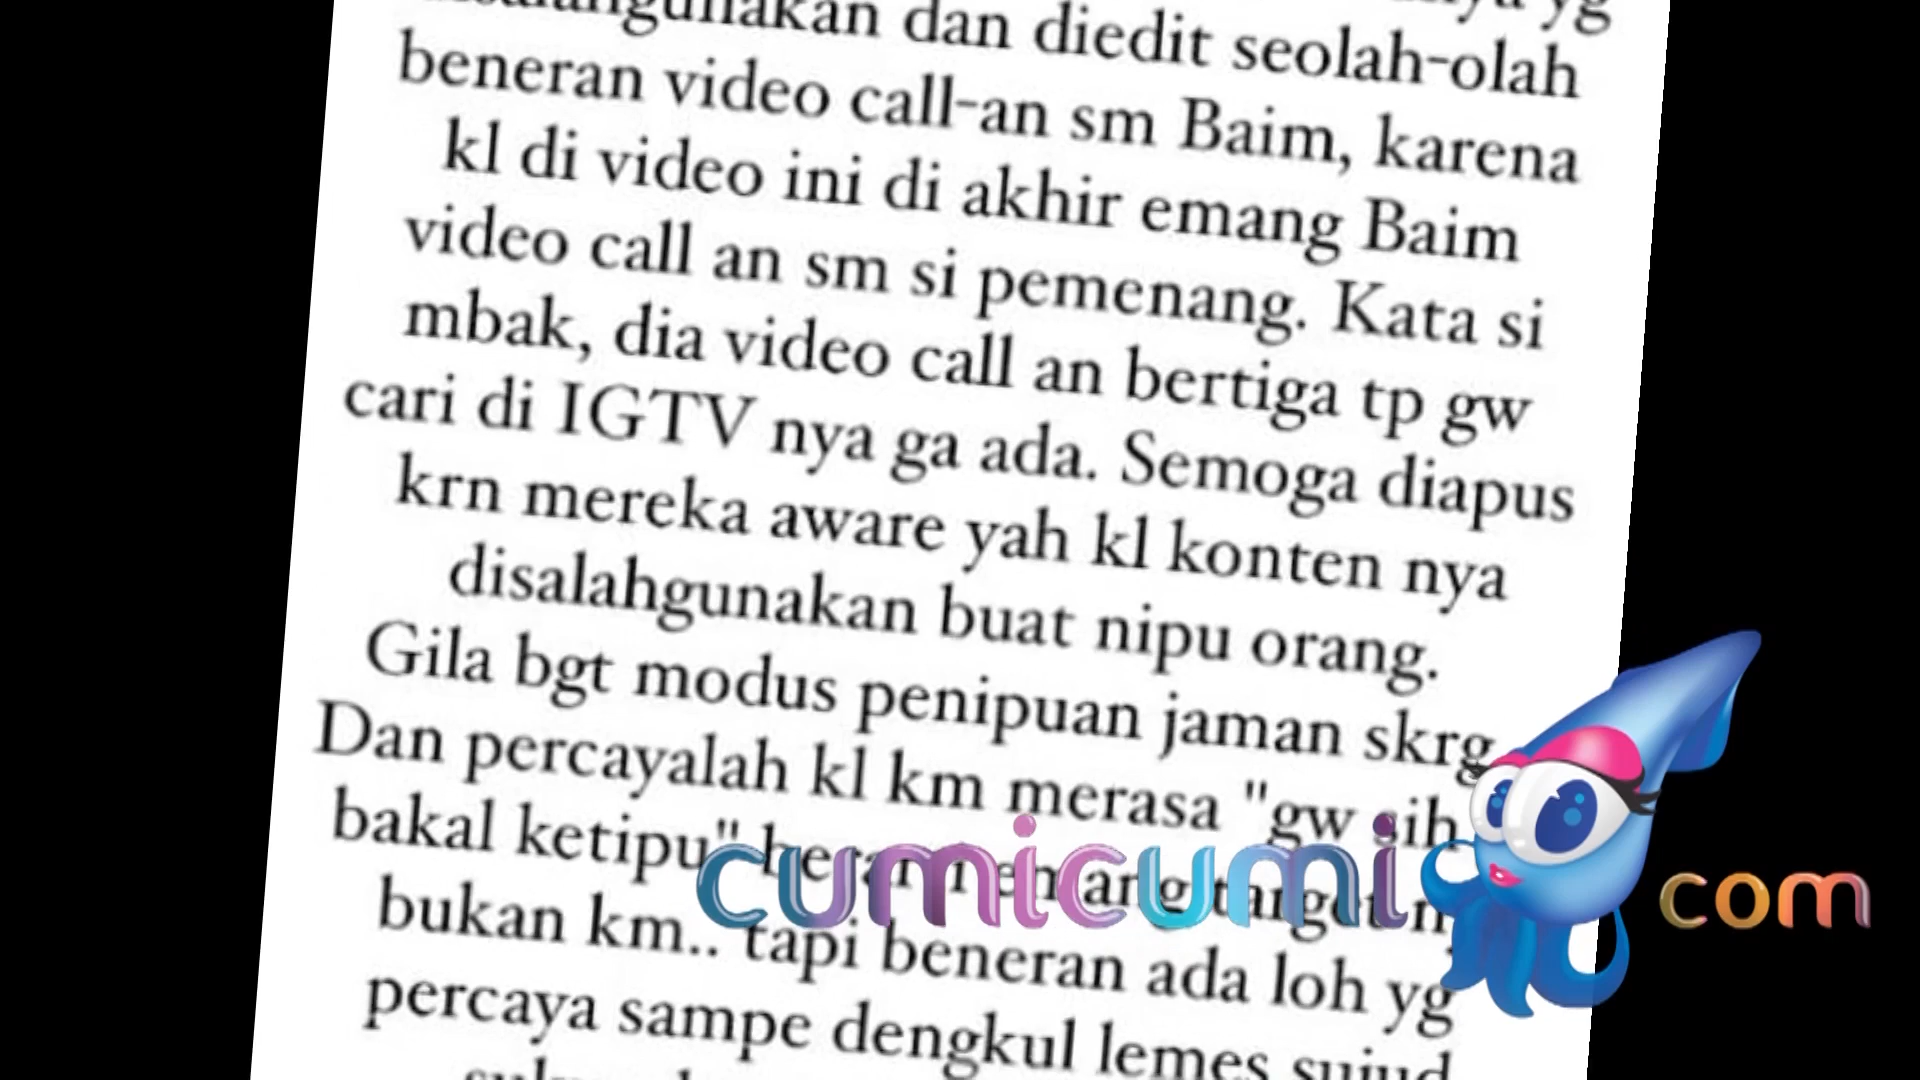 dan diedit seolah-olah
beneran video call-an sm Baim, karena
kl di video ini di akhir emang Baim
video call an sm si pemenang. Kata si
mbak, dia video call an bertiga tp gw
cari di IGTV nya ga ada. Semoga diapus
krn mereka aware yah kl konten nya
disalahgunakan buat nipu orang.
Gila bgt modus penipuan jaman skrg
Dan percayalah kl km merasa "gw sih
bakal ketipu"
bukan km.. tapi beneran ada loh yg
percaya sampe dengkul lemes sujud
cumicumi com